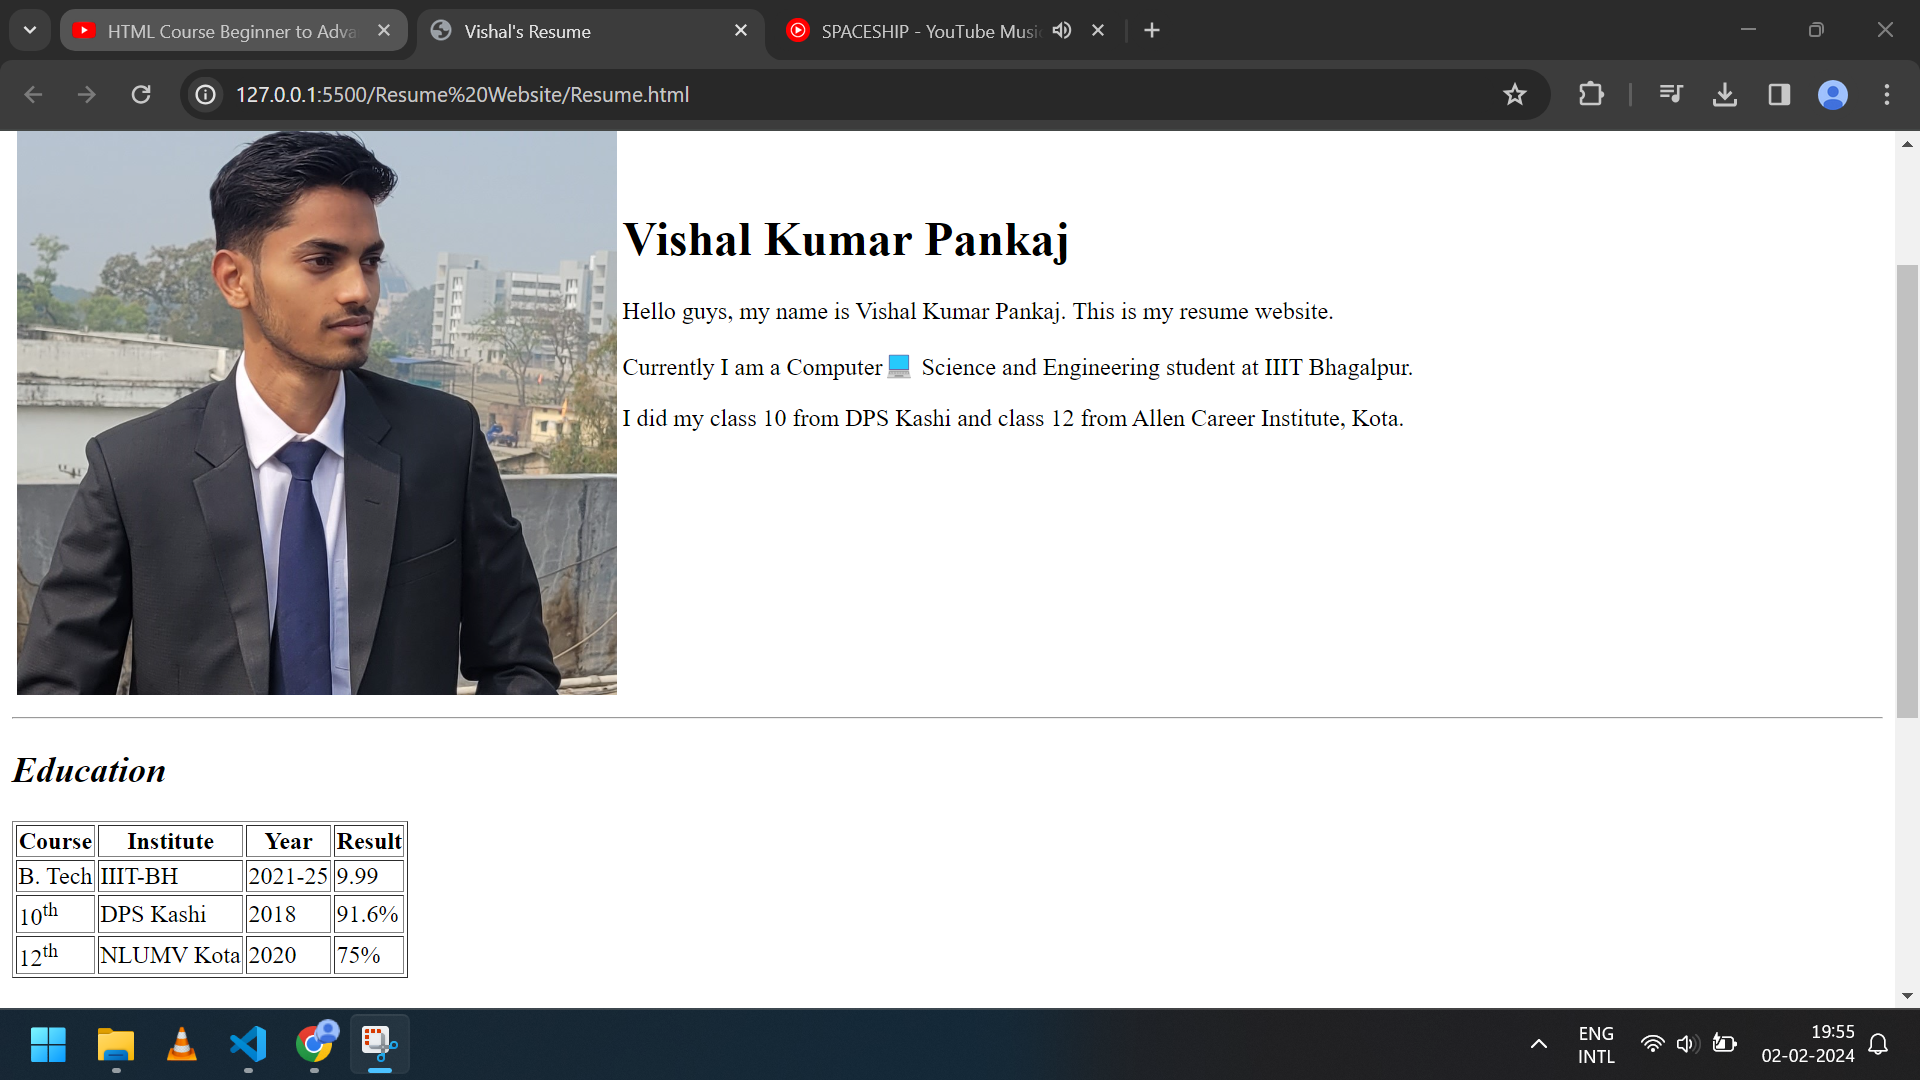 HTML Course Beginner to Adva
Vishal's Resume
SPACESHIP - YouTube Musi
127.0.0.1:5500/Resume%20Website/Resume.html
Vishal Kumar Pankaj
Hello guys, my name is Vishal Kumar Pankaj. This is my resume website.
Currently I am a Computer💻 Science and Engineering student at IIIT Bhagalpur.
I did my class 10 from DPS Kashi and class 12 from Allen Career Institute, Kota.
Education
Course Institute Year Result
B. Tech IIIT-BH 2021-25 9.99
10th DPS Kashi 2018 91.6%
12th NLUMV Kota 2020 75%
ENG
INTL
19:55
02-02-2024